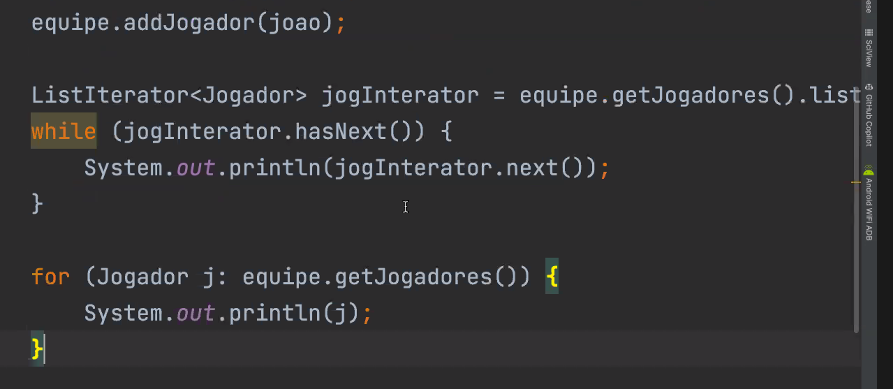 equipe.addJogador(joao);
ListIterator<Jogador> jogInterator = equipe.getJogadores().list
while (jogInterator.hasNext()) {
System.out.println(jogInterator.next());
}
for (Jogador j: equipe.getJogadores()) {
System.out.println(j);
}
ese
SciView
GitHub Copilot
Android WiFi ADB